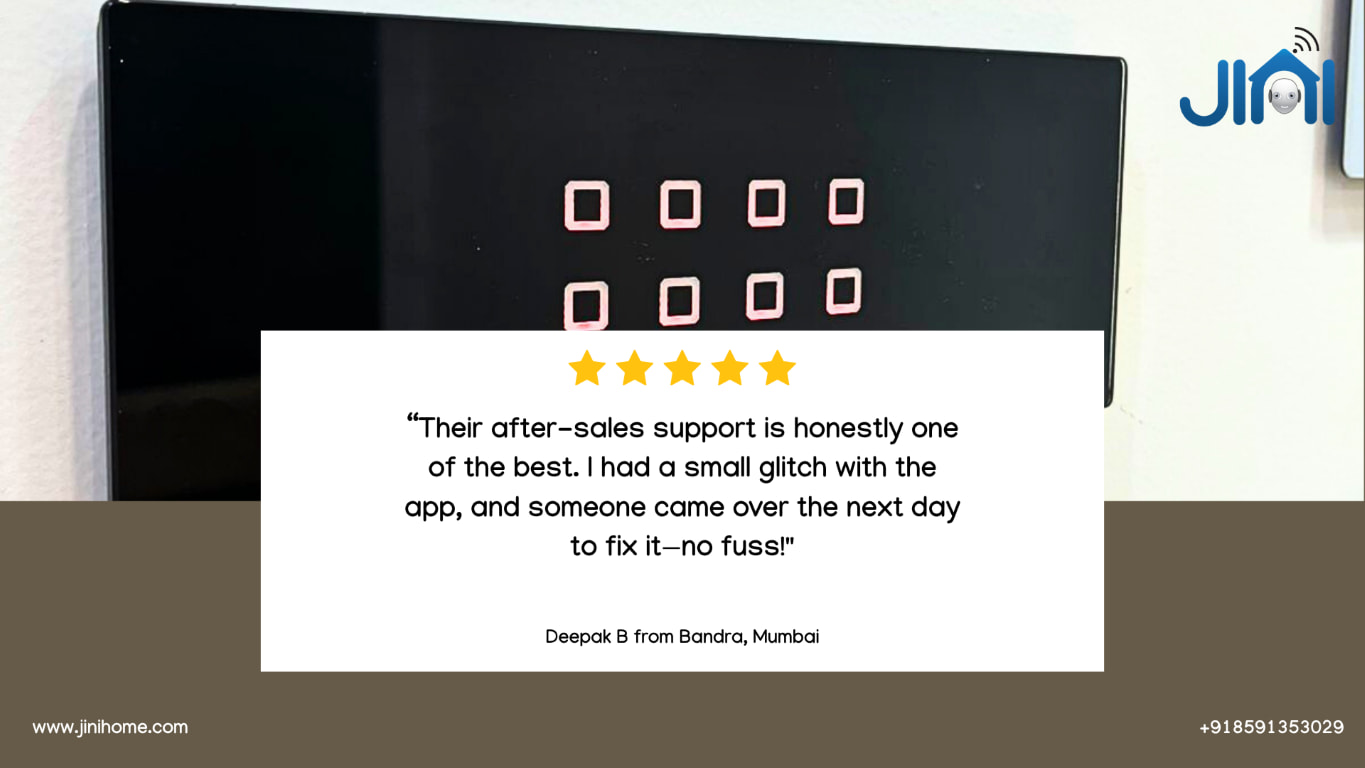 JINI
“Their after-sales support is honestly one
of the best. I had a small glitch with the
app, and someone came over the next day
to fix it—no fuss!"
Deepak B from Bandra, Mumbai
www.jinihome.com
+918591353029